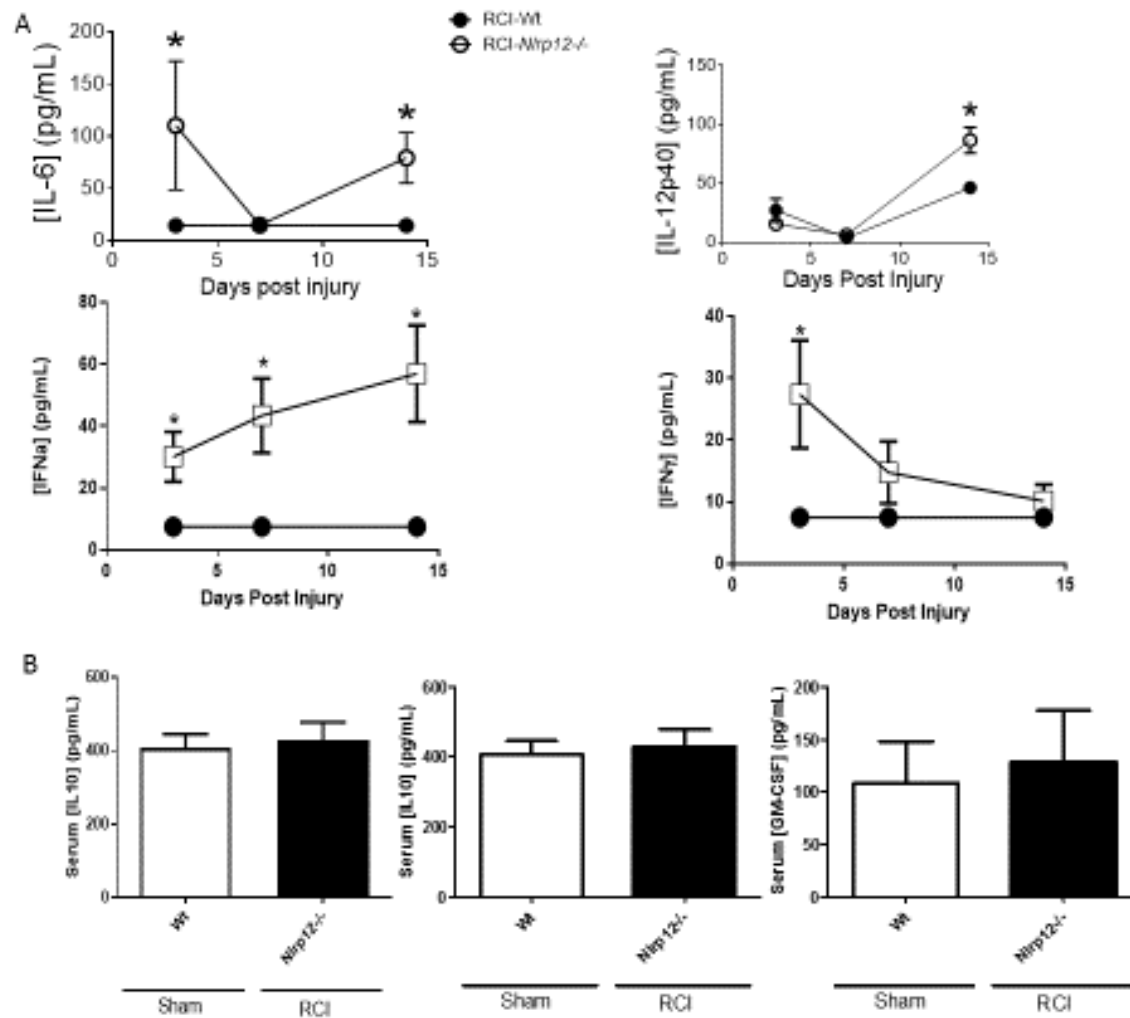 A
RCI-Wt
RCI-Nlrp12-/-
[IL-6] (pg/mL)
200
150
100
50
0
*
*
0
5
10
15
Days post injury
[IL-12p40] (pg/mL)
150
100
50
0
*
0
5
10
15
Days Post Injury
[IFNa] (pg/mL)
80
60
40
20
0
*
*
*
0
5
10
15
Days Post Injury
[IFNγ] (pg/mL)
40
30
20
10
0
*
0
5
10
15
Days Post Injury
B
Serum [IL10] (pg/mL)
600
400
200
0
Wt
Nlrp12-/-
Sham
RCI
Serum [IL10] (pg/mL)
600
400
200
0
Wt
Nlrp12-/-
Sham
RCI
Serum [GM-CSF] (pg/mL)
200
150
100
50
0
Wt
Nlrp12-/-
Sham
RCI